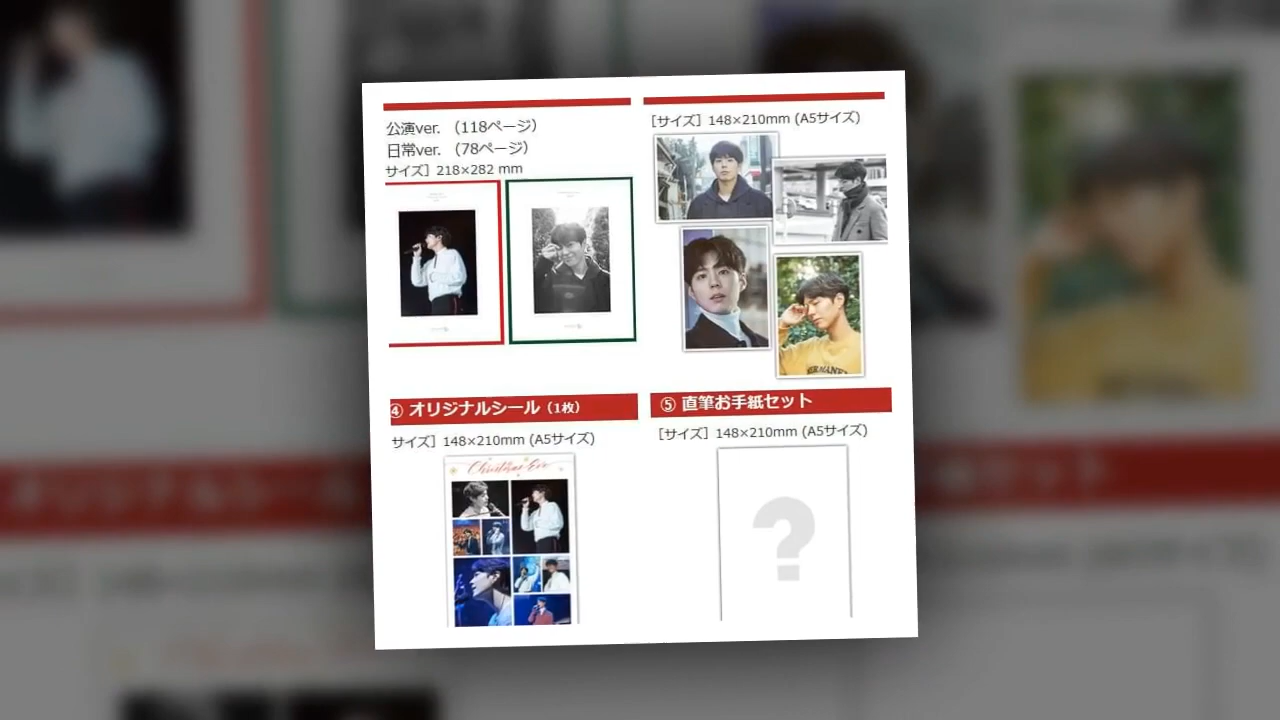 公演ver. （118ページ）
日常ver. （78ページ）
サイズ］218×282 mm
［サイズ］148×210mm (A5サイズ)
PERMANENT
④ オリジナルシール（1枚）
サイズ］148×210mm (A5サイズ)
Christmas Eve
⑤ 直筆お手紙セット
［サイズ］148×210mm (A5サイズ)
?